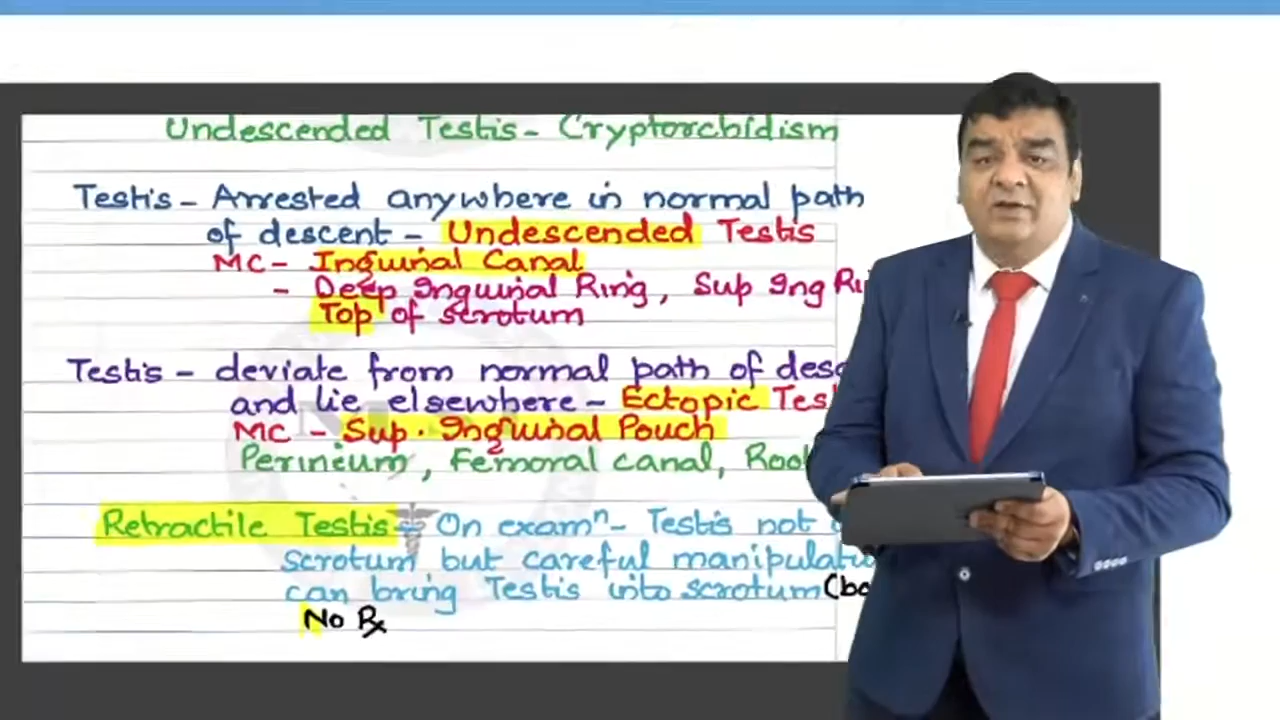 Undescended Testis - Cryptorchidism
Testis - Arrested anywhere in normal path
of descent - Undescended Testis
MC - Inguinal Canal
- Deep Inguinal Ring, Sup Ing
Top of scrotum
Testis - deviate from normal path of
and lie elsewhere - Ectopic
MC - Sup. Inguinal Pouch
Perinium, Femoral canal,
Retractile Testis - On examⁿ - Testis not
scrotum but careful
can bring Testis into scrotum
No Rx